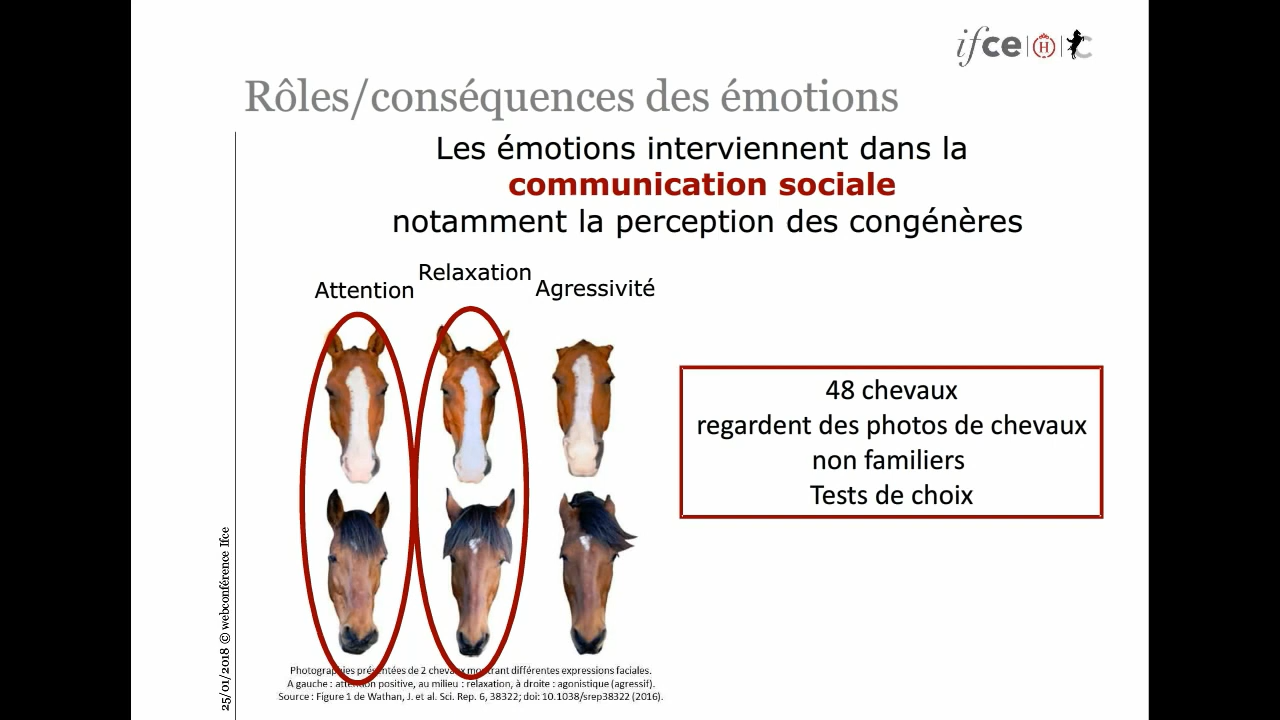 ifce
Rôles/conséquences des émotions
Les émotions interviennent dans la
communication sociale
notamment la perception des congénères
Attention
Relaxation
Agressivité
48 chevaux
regardent des photos de chevaux
non familiers
Tests de choix
Photographies présentées de 2 chevaux montrant différentes expressions faciales.
A gauche : attention positive, au milieu : relaxation, à droite : agonistique (agressif).
Source : Figure 1 de Wathan, J. et al. Sci. Rep. 6, 38322; doi: 10.1038/srep38322 (2016).
25/01/2018 © webconférence Ifce